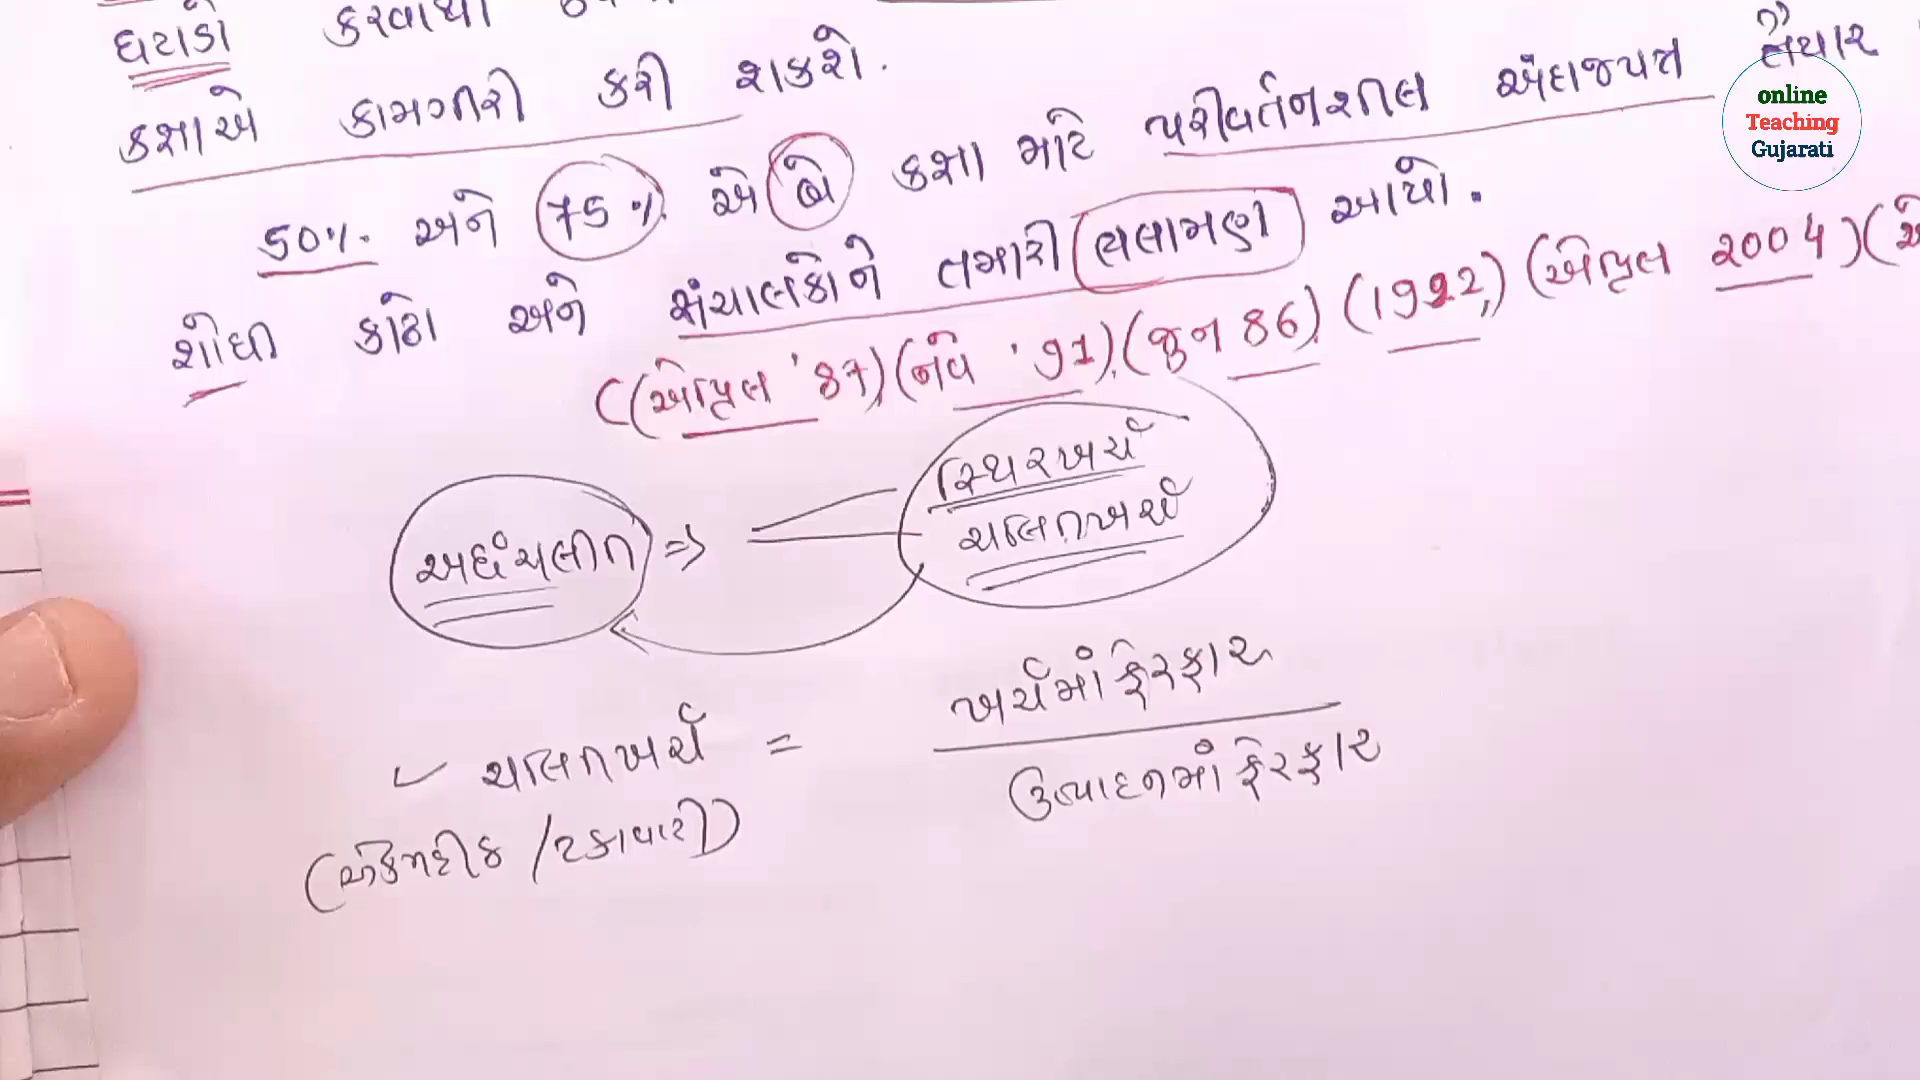 ઘટાડો કરવાથી
કક્ષાએ કામગીરી કરી શકશે.
50%. અને 75%. એ બે કક્ષા માટે પરીવર્તનશીલ અંદાજપત્ર તૈયાર
શોધી કાઢો અને સંચાલકોને તમારી ભલામણ આપો.
((એપ્રિલ '87)(નવે '91),(જુન 86),(1992,)(એપ્રિલ 2004)(
અર્ધચલીત => સ્થિરખર્ચ
ચલિતખર્ચ
ચલિતખર્ચ = ખર્ચમાં ફેરફાર
ઉત્પાદનમાં ફેરફાર
(એકમદીઠ /ટકાવારી)
online
Teaching
Gujarati